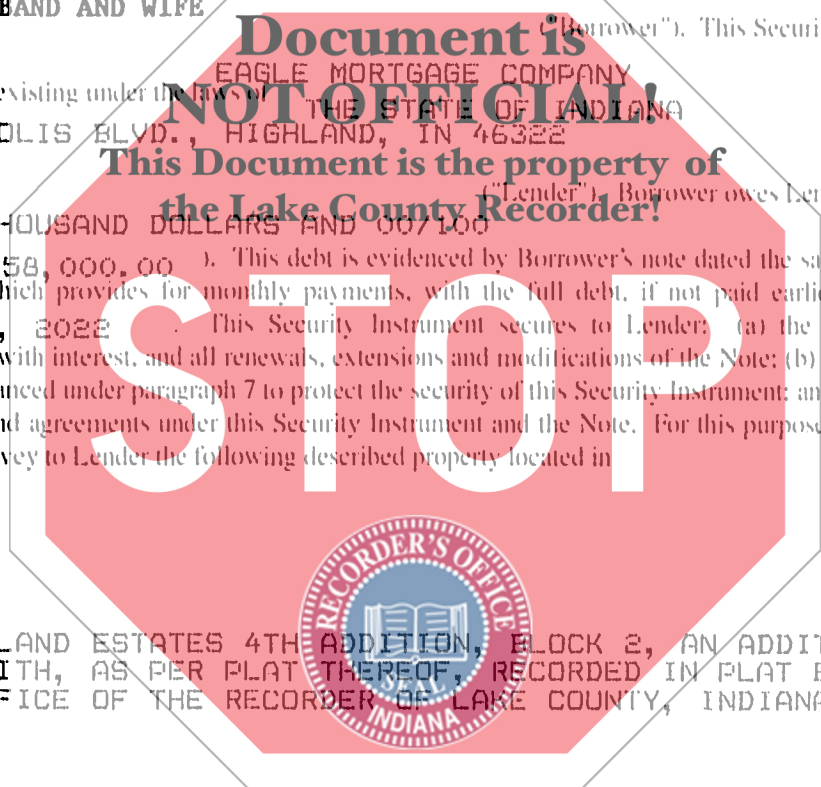 BAND AND WIFE
Document is
("Borrower"). This Securi
EAGLE MORTGAGE COMPANY
existing under the laws of
NOT OFFICIAL!
THE STATE OF INDIANA
OLIS BLVD., HIGHLAND, IN 46322
This Document is the property of
("Lender"). Borrower owes Len
the Lake County Recorder!
HOUSAND DOLLARS AND 00/100
58,000.00 ). This debt is evidenced by Borrower's note dated the sa
hich provides for monthly payments, with the full debt, if not paid earlie
, 2022 . This Security Instrument secures to Lender: (a) the
with interest, and all renewals, extensions and modifications of the Note; (b)
anced under paragraph 7 to protect the security of this Security Instrument; an
nd agreements under this Security Instrument and the Note. For this purpose
vey to Lender the following described property located in
STOP
RECORDER'S OFFICE
LAND ESTATES 4TH ADDITION, BLOCK 2, AN ADDIT
ITH, AS PER PLAT THEREOF, RECORDED IN PLAT B
SEAL
FICE OF THE RECORDER OF LAKE COUNTY, INDIANA
INDIANA